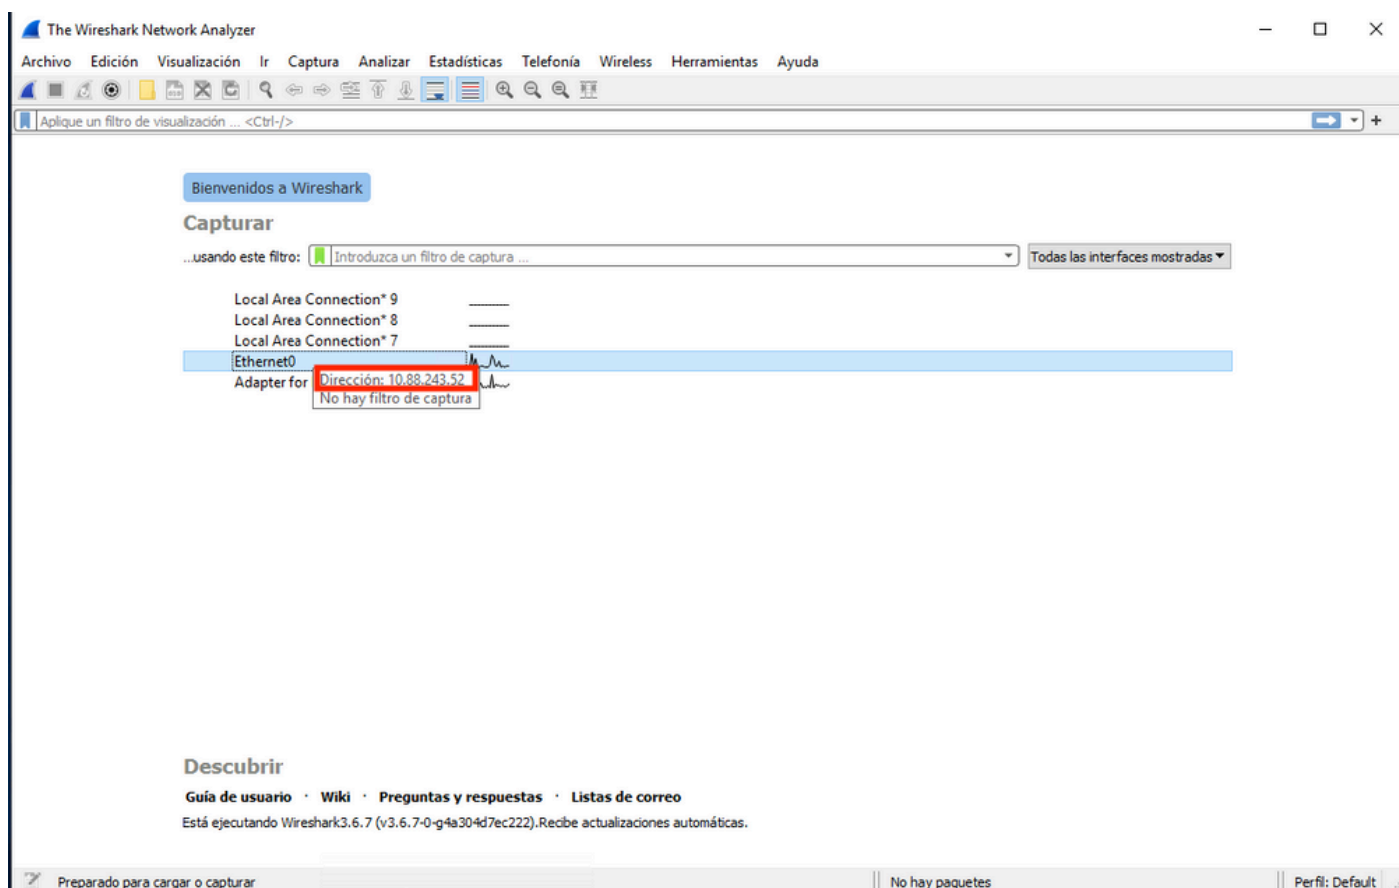 The Wireshark Network Analyzer
Archivo Edición Visualización Ir Captura Analizar Estadísticas Telefonía Wireless Herramientas Ayuda
Aplique un filtro de visualización ... <Ctrl-/>
Bienvenidos a Wireshark
Capturar
...usando este filtro: Introduzca un filtro de captura ... Todas las interfaces mostradas
Local Area Connection* 9
Local Area Connection* 8
Local Area Connection* 7
Ethernet0
Adapter for Dirección: 10.88.243.52
No hay filtro de captura
Descubrir
Guía de usuario · Wiki · Preguntas y respuestas · Listas de correo
Está ejecutando Wireshark3.6.7 (v3.6.7-0-g4a304d7ec222).Recibe actualizaciones automáticas.
Preparado para cargar o capturar No hay paquetes Perfil: Default